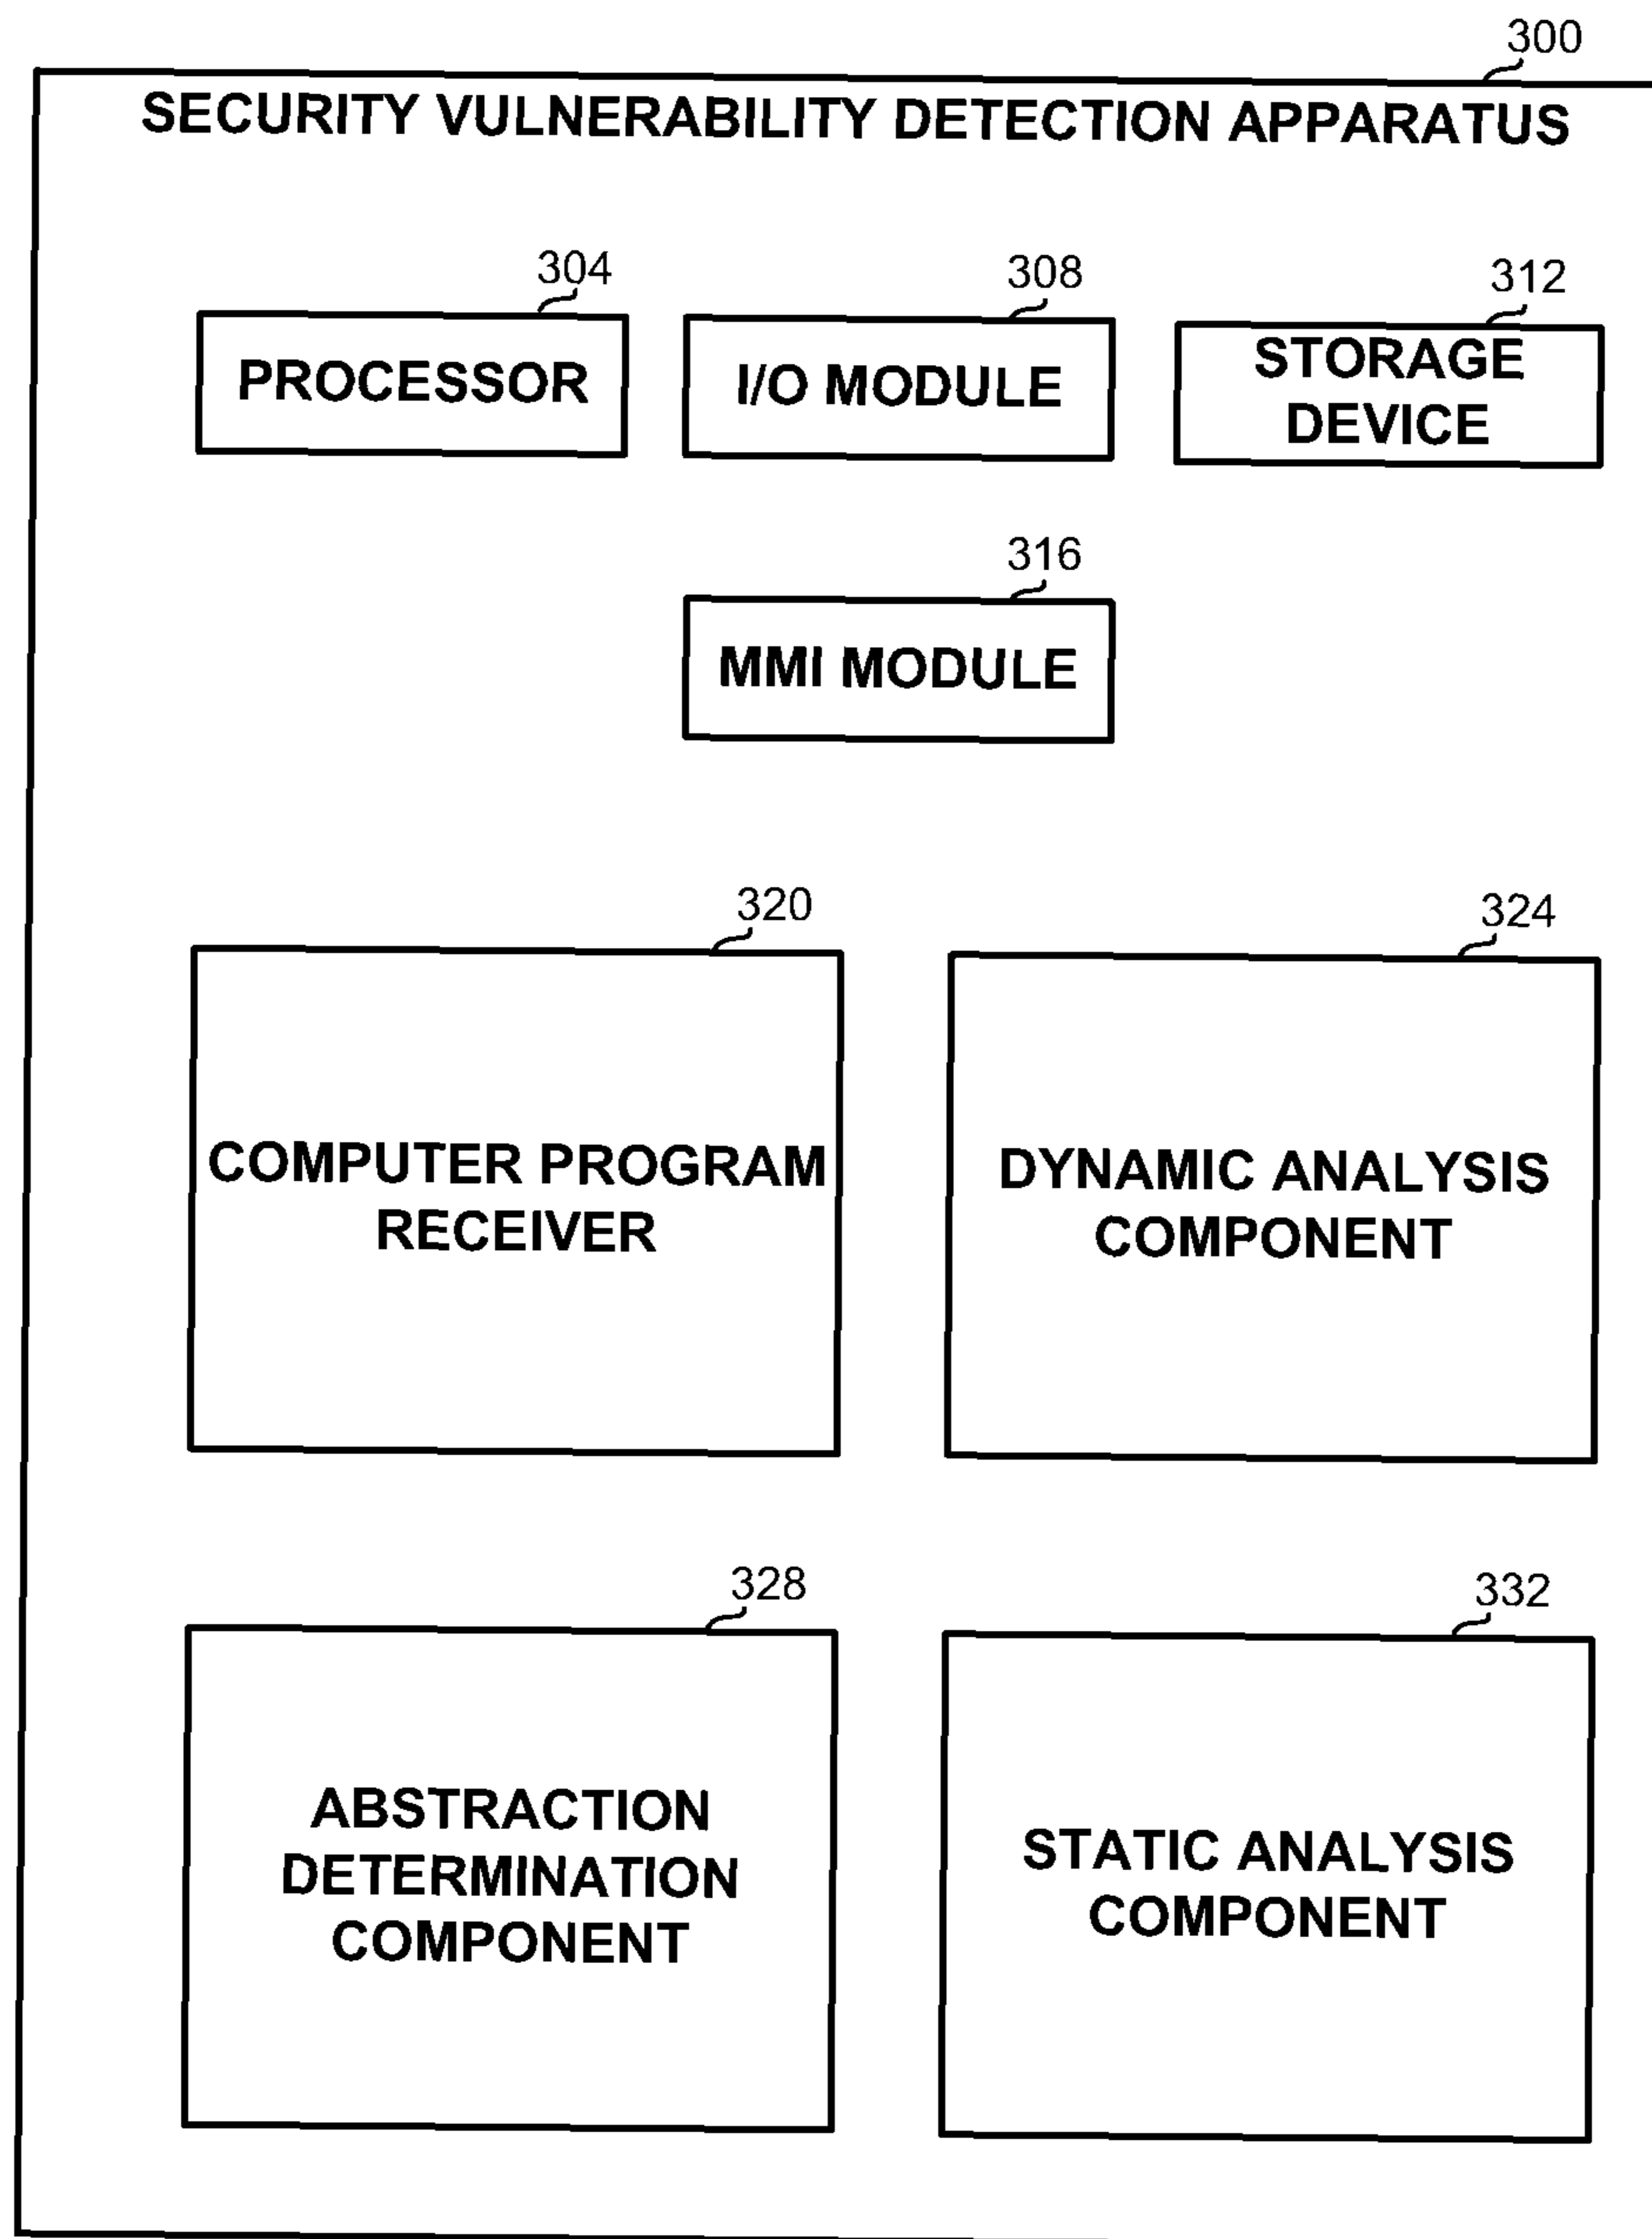 300
SECURITY VULNERABILITY DETECTION APPARATUS
304
308
312
PROCESSOR
I/O MODULE
STORAGE
DEVICE
316
MMI MODULE
320
324
COMPUTER PROGRAM
RECEIVER
DYNAMIC ANALYSIS
COMPONENT
328
332
ABSTRACTION
DETERMINATION
COMPONENT
STATIC ANALYSIS
COMPONENT